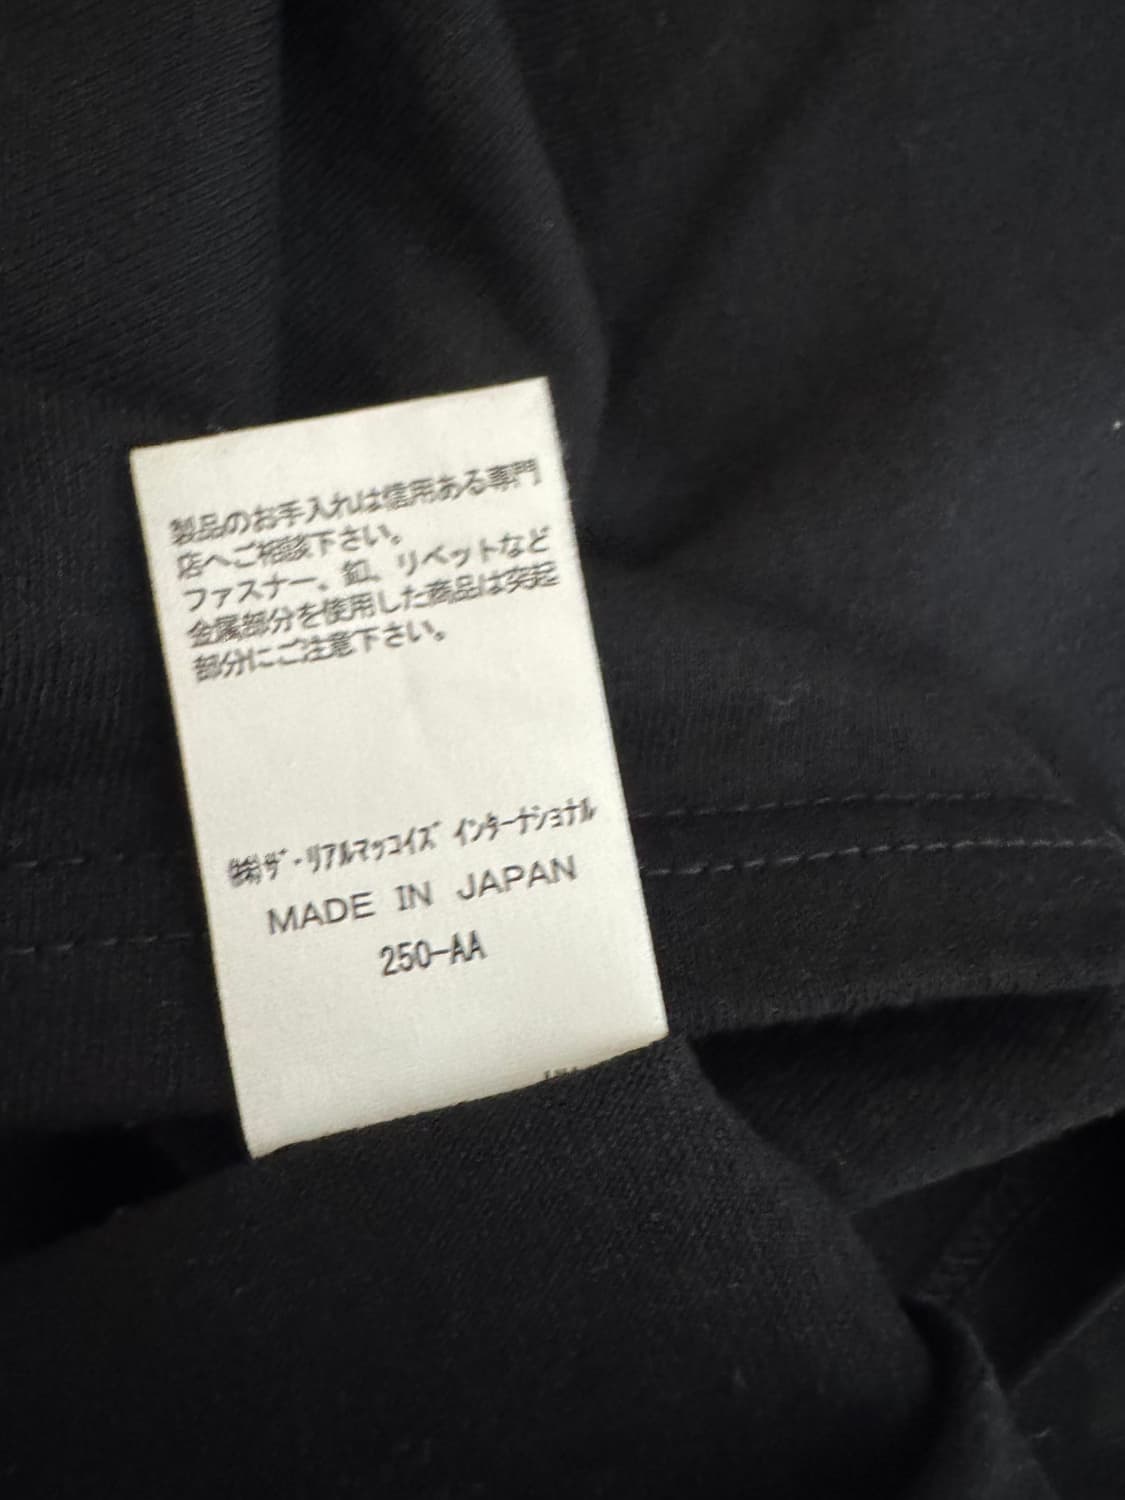 製品のお手入れは信用ある専門
店へご相談下さい。
ファスナー、釦、リベットなど
金属部分を使用した商品は突起
部分にご注意下さい。
㈱ｻﾞ･ﾘｱﾙﾏｯｺｲｽﾞ ｲﾝﾀｰﾅｼｮﾅﾙ
MADE IN JAPAN
250-AA